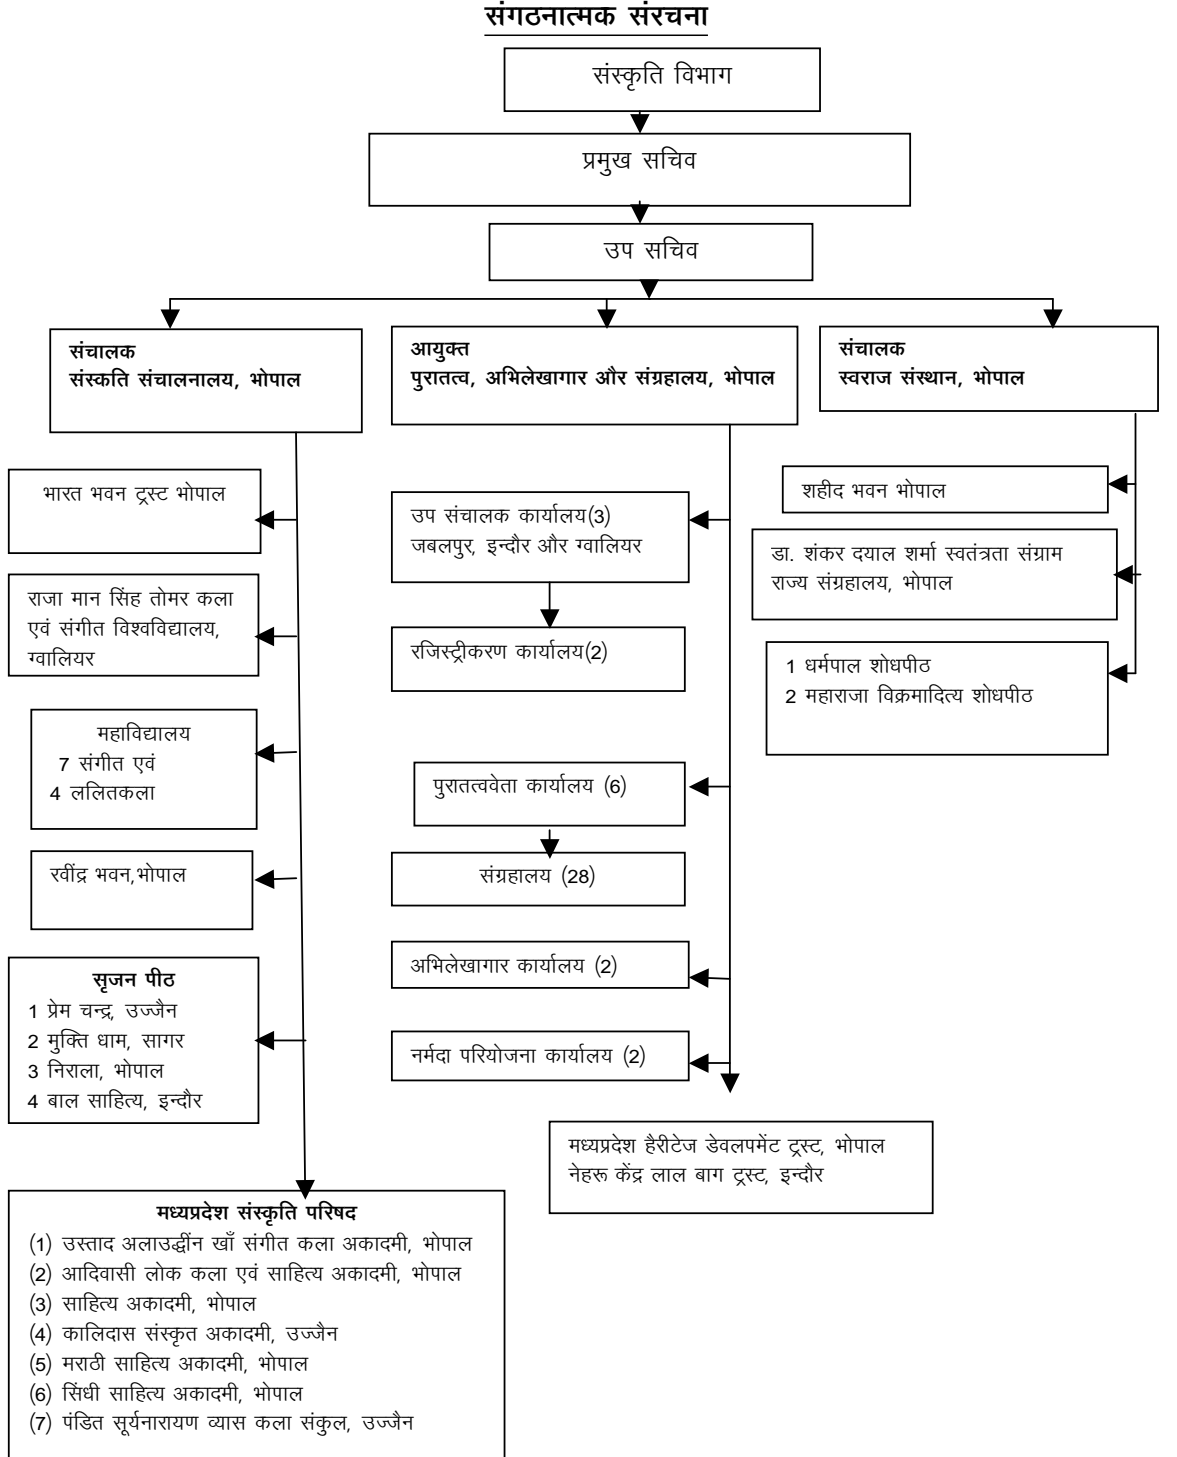 संगठनात्मक संरचना
संस्कृति विभाग
प्रमुख सचिव
उप सचिव
संचालक
संस्कति संचालनालय, भोपाल
आयुक्त
पुरातत्व, अभिलेखागार और संग्रहालय, भोपाल
संचालक
स्वराज संस्थान, भोपाल
भारत भवन ट्रस्ट भोपाल
राजा मान सिंह तोमर कला
एवं संगीत विश्वविद्यालय,
ग्वालियर
महाविद्यालय
7 संगीत एवं
4 ललितकला
रवींद्र भवन,भोपाल
सृजन पीठ
1 प्रेम चन्द्र, उज्जैन
2 मुक्ति धाम, सागर
3 निराला, भोपाल
4 बाल साहित्य, इन्दौर
मध्यप्रदेश संस्कृति परिषद
(1) उस्ताद अलाउद्धींन खाँ संगीत कला अकादमी, भोपाल
(2) आदिवासी लोक कला एवं साहित्य अकादमी, भोपाल
(3) साहित्य अकादमी, भोपाल
(4) कालिदास संस्कृत अकादमी, उज्जैन
(5) मराठी साहित्य अकादमी, भोपाल
(6) सिंधी साहित्य अकादमी, भोपाल
(7) पंडित सूर्यनारायण व्यास कला संकुल, उज्जैन
उप संचालक कार्यालय(3)
जबलपुर, इन्दौर और ग्वालियर
रजिस्ट्रीकरण कार्यालय(2)
पुरातत्ववेता कार्यालय (6)
संग्रहालय (28)
अभिलेखागार कार्यालय (2)
नर्मदा परियोजना कार्यालय (2)
मध्यप्रदेश हैरीटेज डेवलपमेंट ट्रस्ट, भोपाल
नेहरू केंद्र लाल बाग ट्रस्ट, इन्दौर
शहीद भवन भोपाल
डा. शंकर दयाल शर्मा स्वतंत्रता संग्राम
राज्य संग्रहालय, भोपाल
1 धर्मपाल शोधपीठ
2 महाराजा विक्रमादित्य शोधपीठ